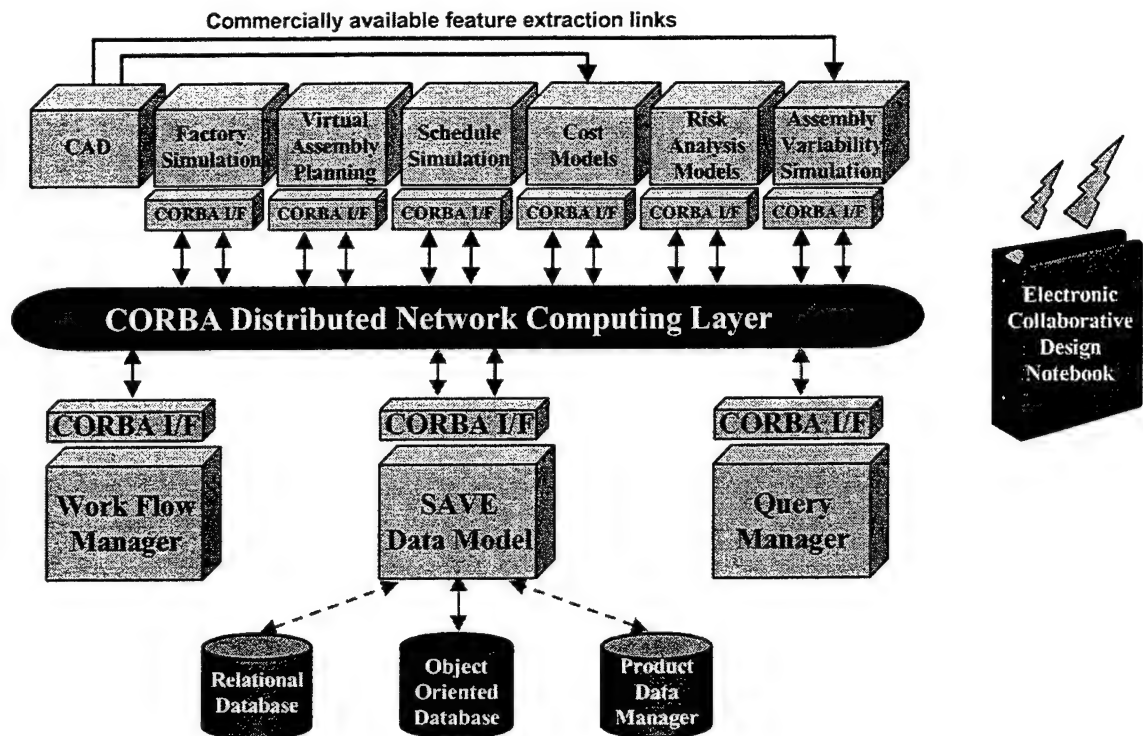 Commercially available feature extraction links
CAD
Factory
Simulation
Virtual
Assembly
Planning
Schedule
Simulation
Cost
Models
Risk
Analysis
Models
Assembly
Variability
Simulation
CORBA I/F
CORBA I/F
CORBA I/F
CORBA I/F
CORBA I/F
CORBA I/F
CORBA Distributed Network Computing Layer
Electronic
Collaborative
Design
Notebook
CORBA I/F
CORBA I/F
CORBA I/F
Work Flow
Manager
SAVE
Data Model
Query
Manager
Relational
Database
Object
Oriented
Database
Product
Data
Manager